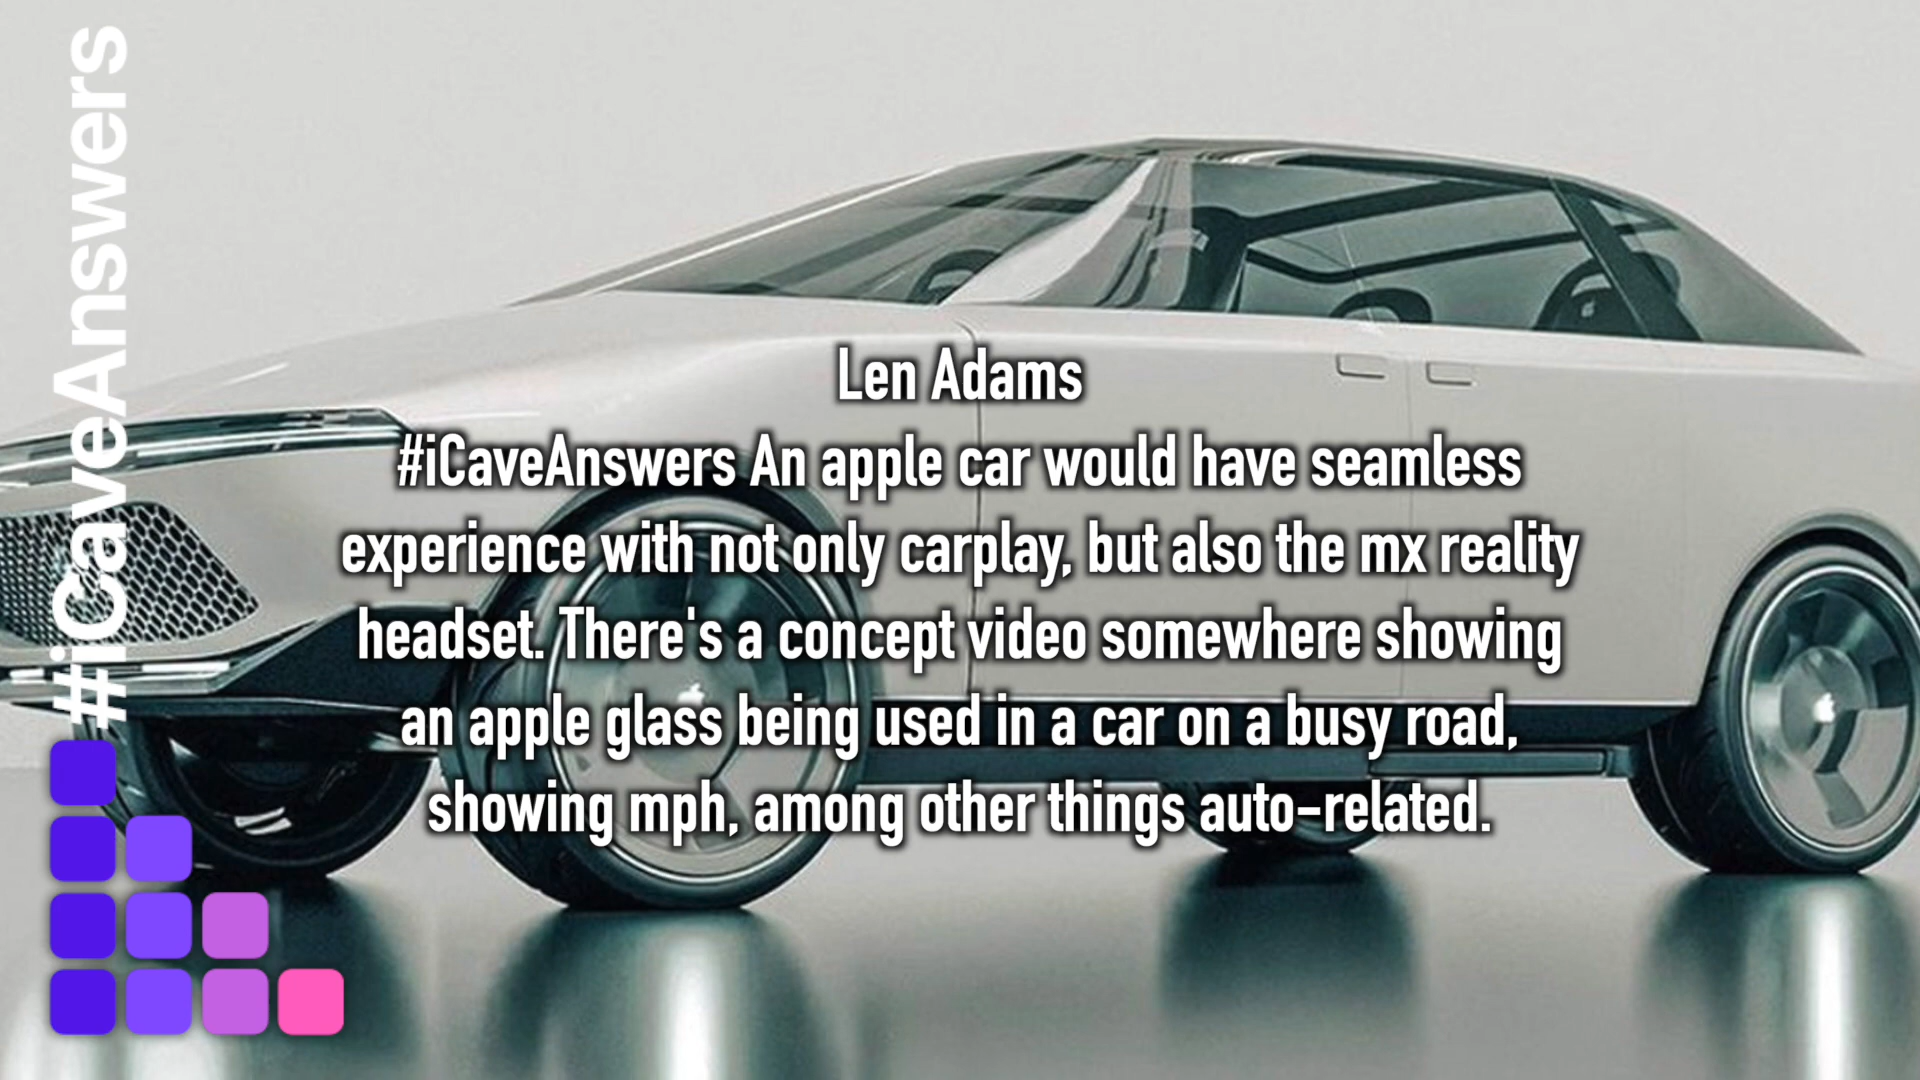 #iCaveAnswers
Len Adams
#iCaveAnswers An apple car would have seamless
experience with not only carplay, but also the mx reality
headset. There's a concept video somewhere showing
an apple glass being used in a car on a busy road,
showing mph, among other things auto-related.